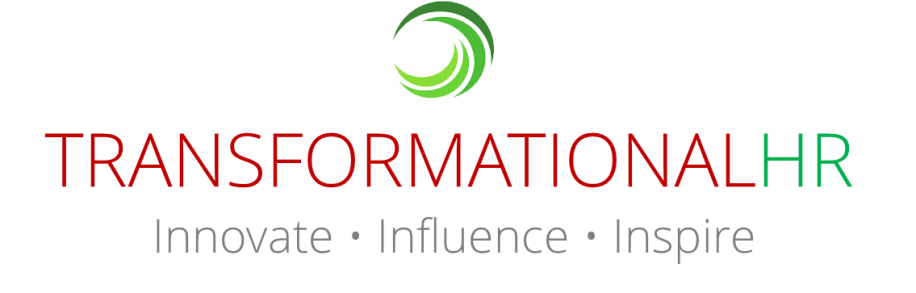 TRANSFORMATIONALHR
Innovate • Influence • Inspire